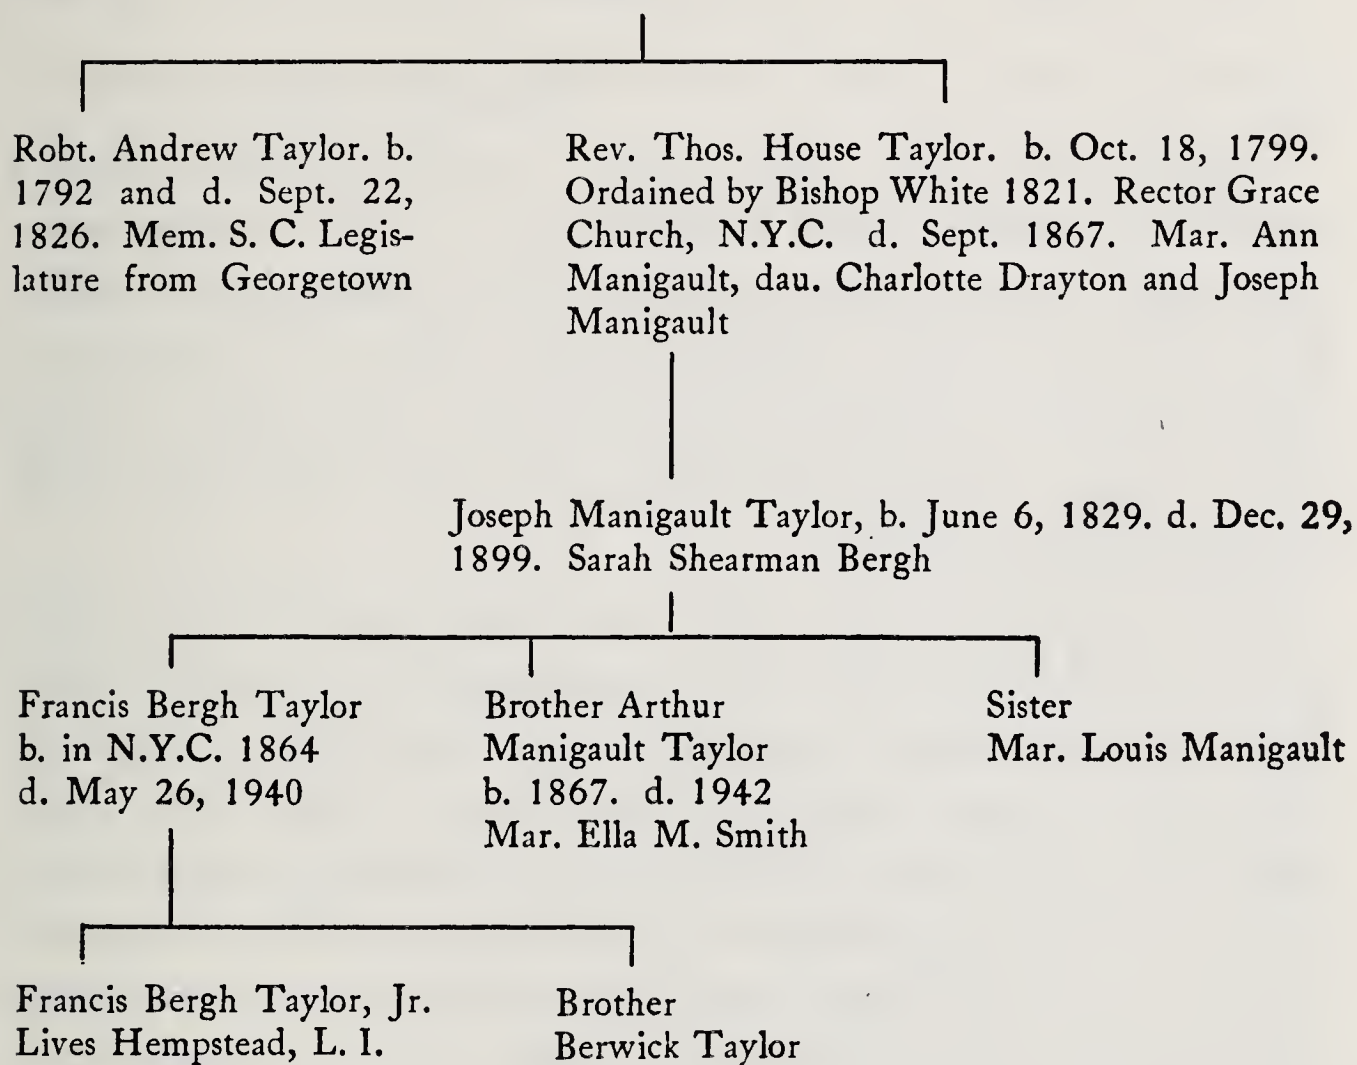 Robt. Andrew Taylor. b.
1792 and d. Sept. 22,
1826. Mem. S. C. Legis-
lature from Georgetown
Rev. Thos. House Taylor. b. Oct. 18, 1799.
Ordained by Bishop White 1821. Rector Grace
Church, N.Y.C. d. Sept. 1867. Mar. Ann
Manigault, dau. Charlotte Drayton and Joseph
Manigault
Joseph Manigault Taylor, b. June 6, 1829. d. Dec. 29,
1899. Sarah Shearman Bergh
Francis Bergh Taylor
b. in N.Y.C. 1864
d. May 26, 1940
Brother Arthur
Manigault Taylor
b. 1867. d. 1942
Mar. Ella M. Smith
Sister
Mar. Louis Manigault
Francis Bergh Taylor, Jr.
Lives Hempstead, L. I.
Brother
Berwick Taylor